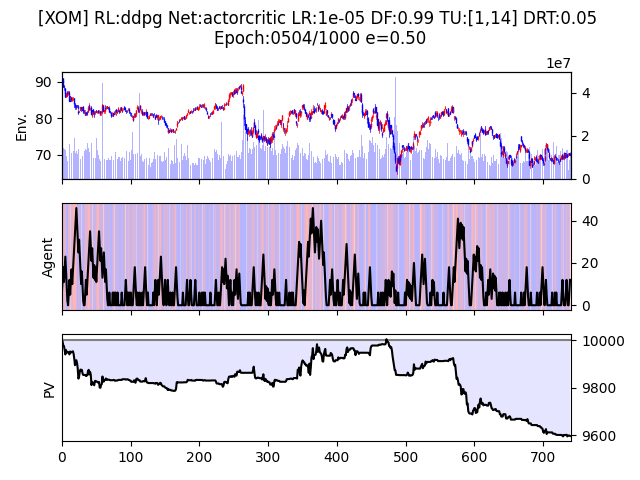 [XOM] RL:ddpg Net:actorcritic LR:1e-05 DF:0.99 TU:[1,14] DRT:0.05
Epoch:0504/1000 e=0.50
1e7
90
80
70
Env.
4
2
0
Agent
40
20
0
PV
10000
9800
9600
0 100 200 300 400 500 600 700